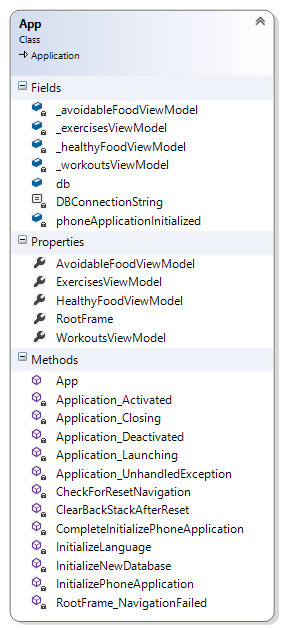 App
Class
Application
Fields
_avoidableFoodViewModel
_exercisesViewModel
_healthyFoodViewModel
_workoutsViewModel
db
DBConnectionString
phoneApplicationInitialized
Properties
AvoidableFoodViewModel
ExercisesViewModel
HealthyFoodViewModel
RootFrame
WorkoutsViewModel
Methods
App
Application_Activated
Application_Closing
Application_Deactivated
Application_Launching
Application_UnhandledException
CheckForResetNavigation
ClearBackStackAfterReset
CompleteInitializePhoneApplication
InitializeLanguage
InitializeNewDatabase
InitializePhoneApplication
RootFrame_NavigationFailed